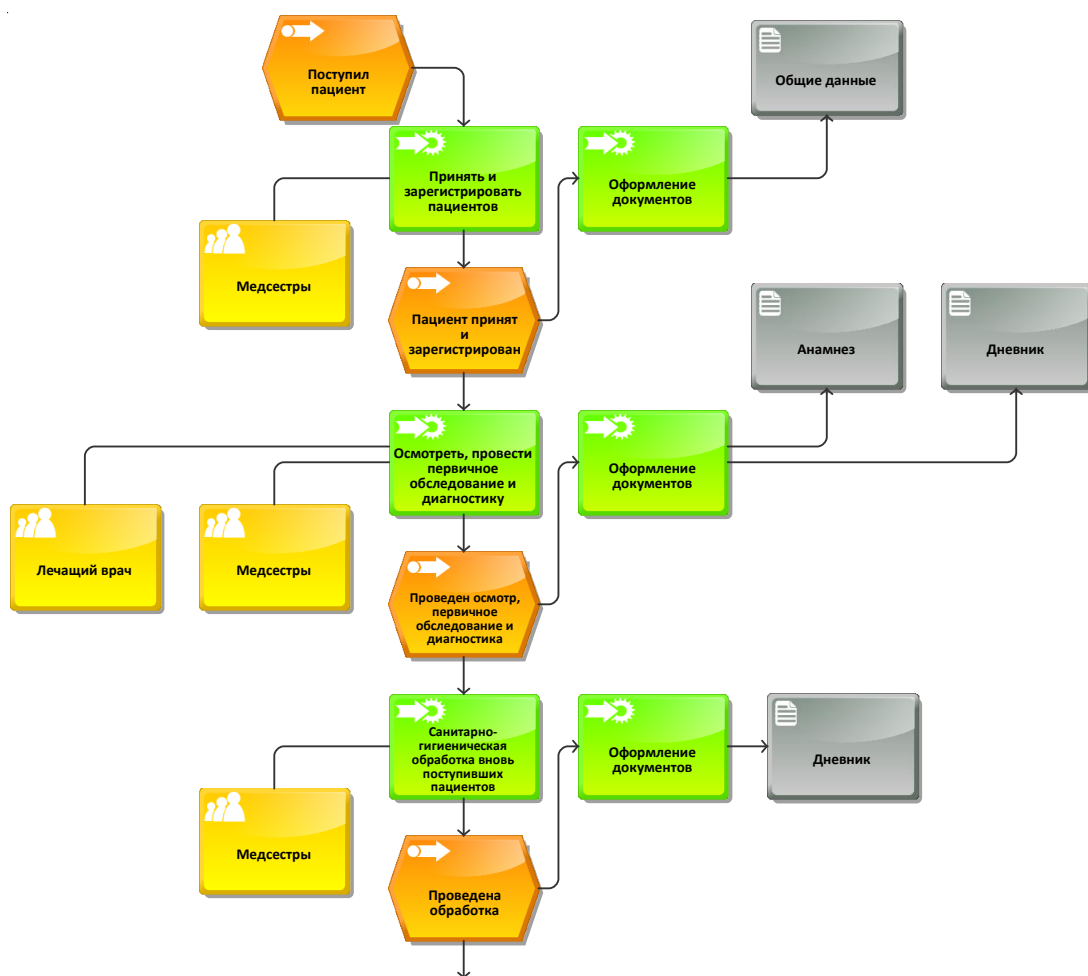 Поступил
пациент
Общие данные
Принять и
зарегистрировать
пациентов
Оформление
документов
Медсестры
Пациент принят
и
зарегистрирован
Анамнез
Дневник
Осмотреть, провести
первичное
обследование и
диагностику
Оформление
документов
Лечащий врач
Медсестры
Проведен осмотр,
первичное
обследование и
диагностика
Санитарно-
гигиеническая
обработка вновь
поступивших
пациентов
Оформление
документов
Дневник
Медсестры
Проведена
обработка